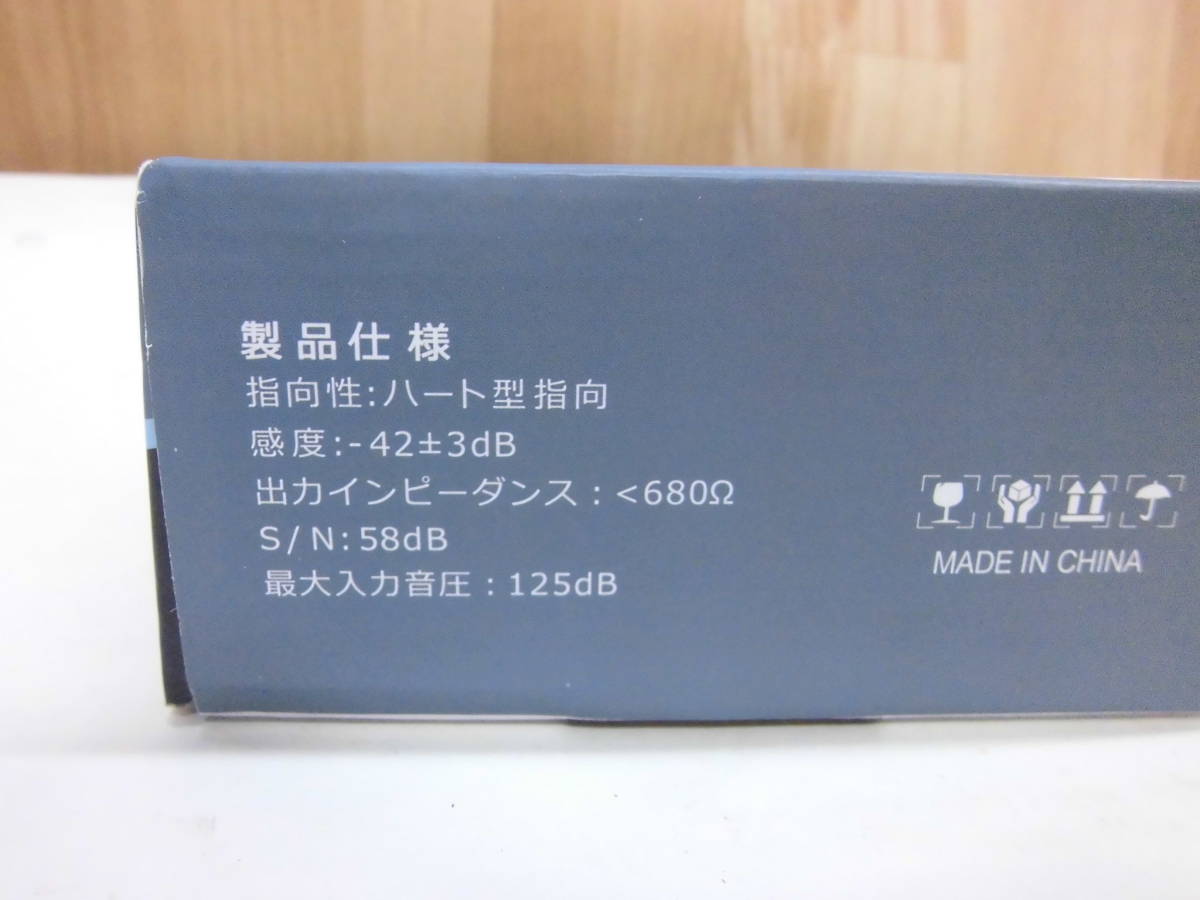 製品仕様
指向性:ハート型指向
感度:-42±3dB
出力インピーダンス:<680Ω
S/N:58dB
最大入力音圧:125dB
MADE IN CHINA